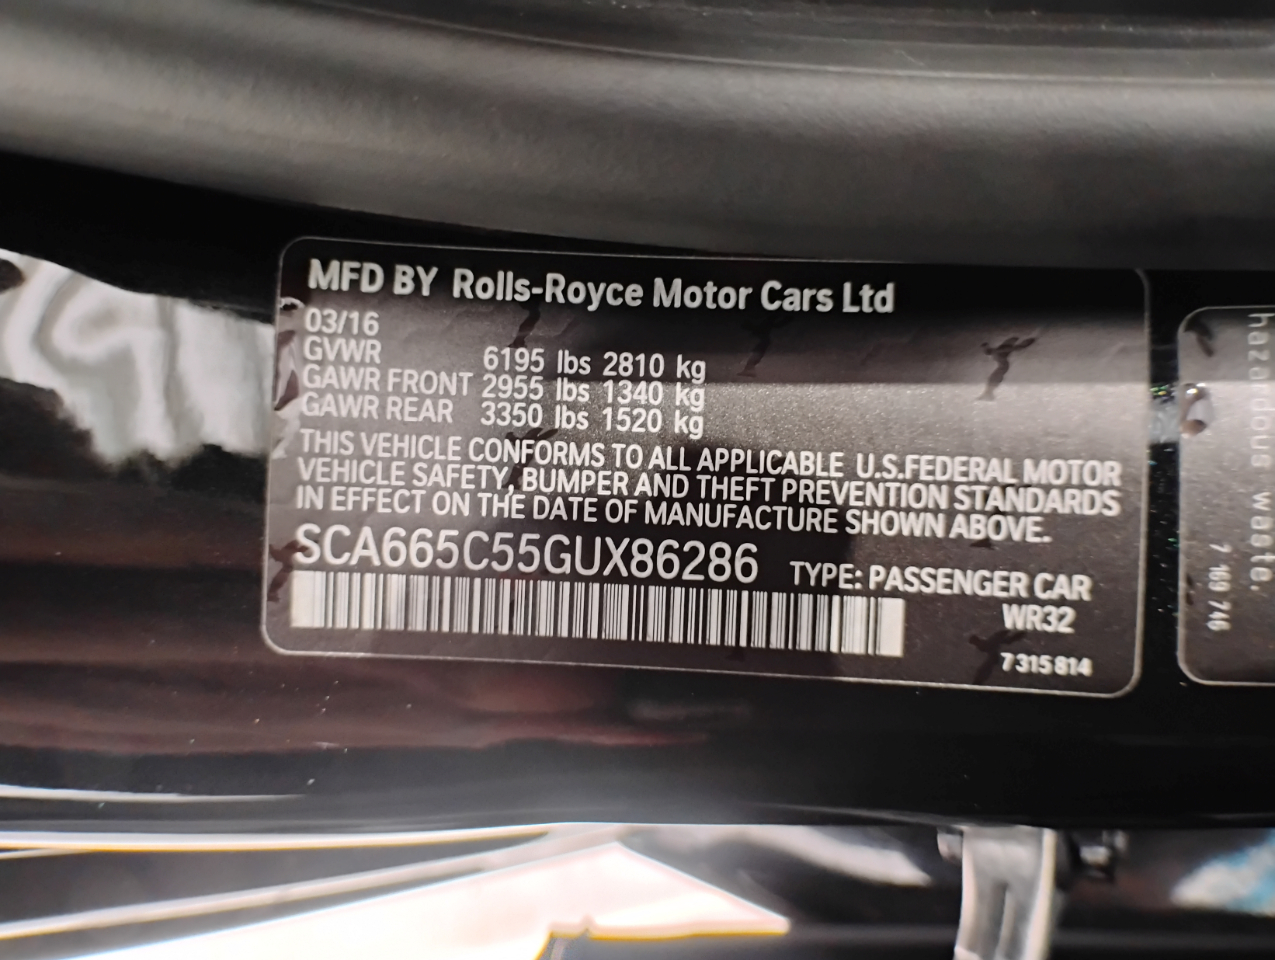 MFD BY Rolls-Royce Motor Cars Ltd
03/16
GVWR 6195 lbs 2810 kg
GAWR FRONT 2955 lbs 1340 kg
GAWR REAR 3350 lbs 1520 kg
THIS VEHICLE CONFORMS TO ALL APPLICABLE U.S.FEDERAL MOTOR
VEHICLE SAFETY, BUMPER AND THEFT PREVENTION STANDARDS
IN EFFECT ON THE DATE OF MANUFACTURE SHOWN ABOVE.
SCA665C55GUX86286 TYPE: PASSENGER CAR
WR32
7 315 814
hazardous waste.
7 169 746